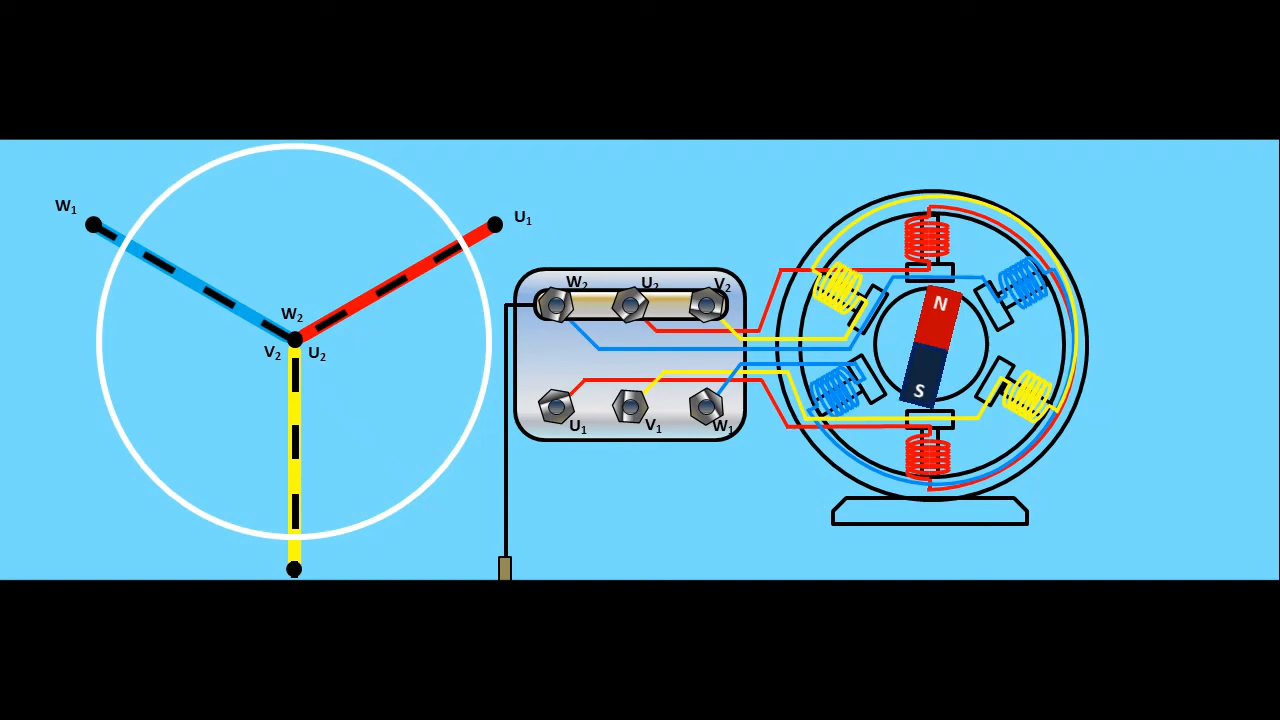 W₁
U₁
W₂
V₂ U₂
W₂ U₂ V₂
U₁ V₁ W₁
N
S